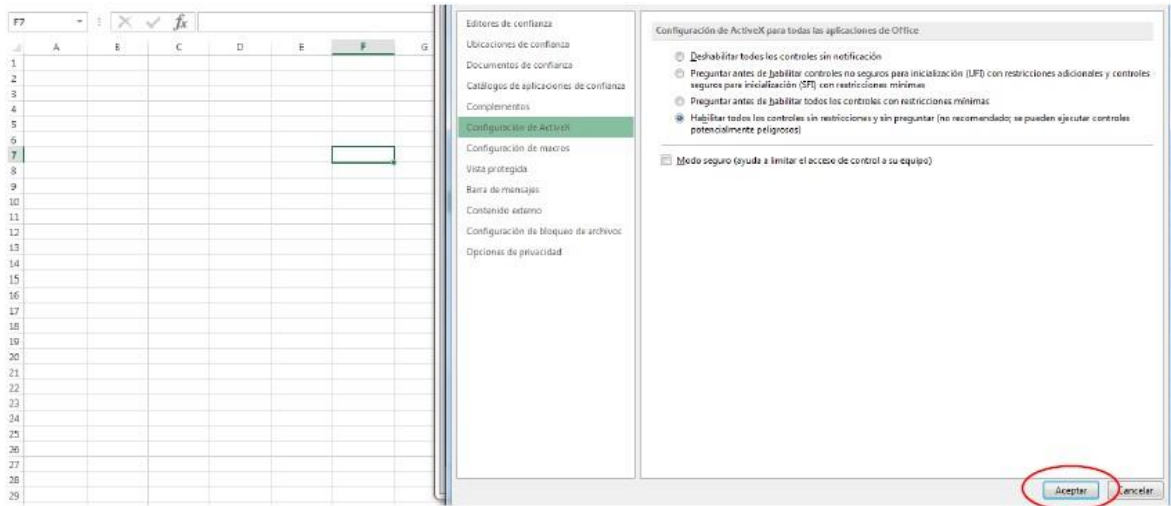 F7
fx
A B C D E F G
1
2
3
4
5
6
7
8
9
10
11
12
13
14
15
16
17
18
19
20
21
22
23
24
25
26
27
28
29
Editores de confianza
Ubicaciones de confianza
Documentos de confianza
Catálogos de aplicaciones de confianza
Complementos
Configuración de ActiveX
Configuración de macros
Vista protegida
Barra de mensajes
Contenido externo
Configuración de bloqueo de archivos
Opciones de privacidad
Configuración de ActiveX para todas las aplicaciones de Office
Deshabilitar todos los controles sin notificación
Preguntar antes de habilitar controles no seguros para inicialización (UFI) con restricciones adicionales y controles
seguros para inicialización (SFI) con restricciones mínimas
Preguntar antes de habilitar todos los controles con restricciones mínimas
Habilitar todos los controles sin restricciones y sin preguntar (no recomendado; se pueden ejecutar controles
potencialmente peligrosos)
Modo seguro (ayuda a limitar el acceso de control a su equipo)
Aceptar
Cancelar